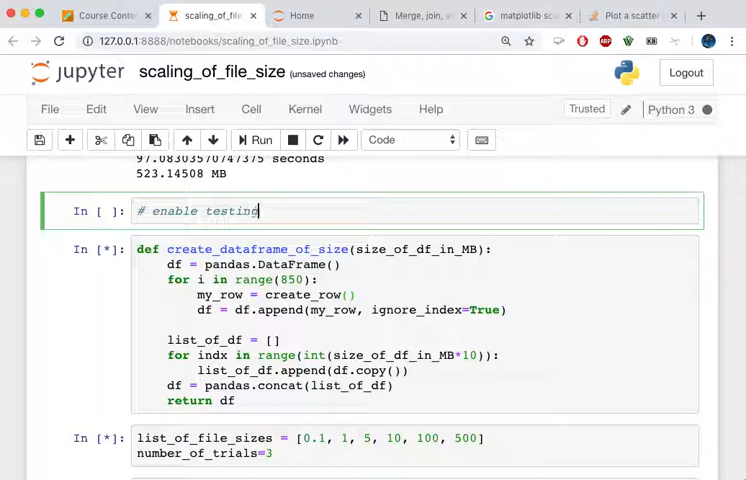 Course Conte
scaling_of_file
Home
Merge, join, a
matplotlib sca
Plot a scatter
127.0.0.1:8888/notebooks/scaling_of_file_size.ipynb
ABP
jupyter scaling_of_file_size (unsaved changes)
Logout
File Edit View Insert Cell Kernel Widgets Help
Trusted
Python 3
Run
Code
97.08303570747375 seconds
523.14508 MB
In [ ]: # enable testing
In [*]: def create_dataframe_of_size(size_of_df_in_MB):
df = pandas.DataFrame()
for i in range(850):
my_row = create_row()
df = df.append(my_row, ignore_index=True)
list_of_df = []
for indx in range(int(size_of_df_in_MB*10)):
list_of_df.append(df.copy())
df = pandas.concat(list_of_df)
return df
In [*]: list_of_file_sizes = [0.1, 1, 5, 10, 100, 500]
number_of_trials=3